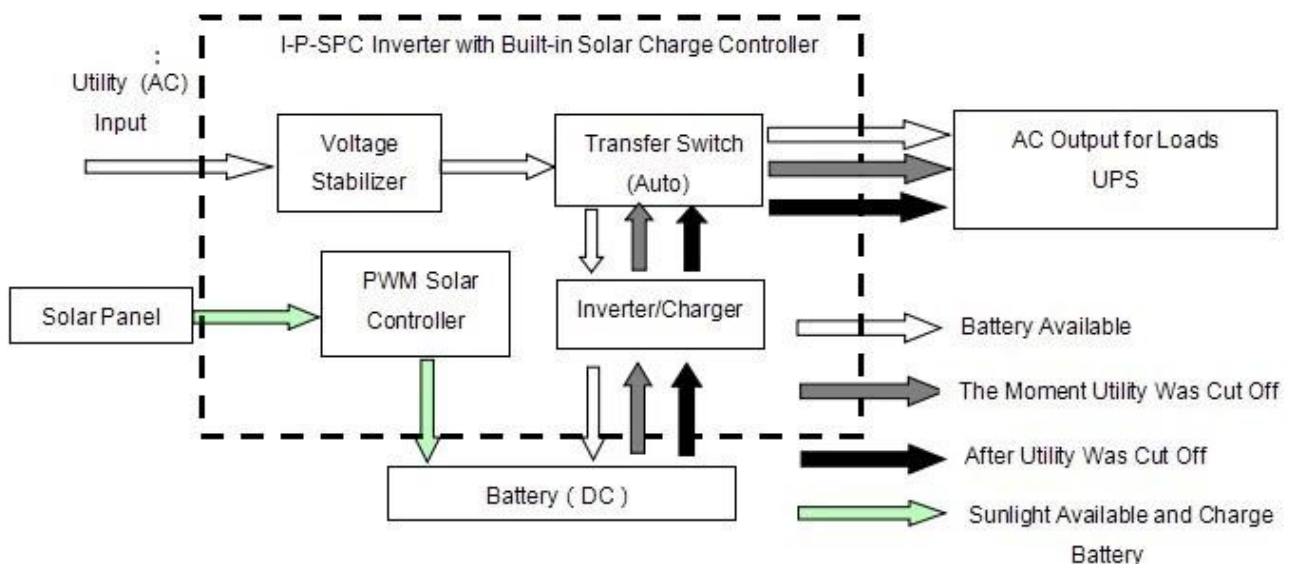 I-P-SPC Inverter with Built-in Solar Charge Controller
:
Utility (AC)
Input
Voltage
Stabilizer
Transfer Switch
(Auto)
AC Output for Loads
UPS
Solar Panel
PWM Solar
Controller
Inverter/Charger
Battery ( DC )
Battery Available
The Moment Utility Was Cut Off
After Utility Was Cut Off
Sunlight Available and Charge
Battery